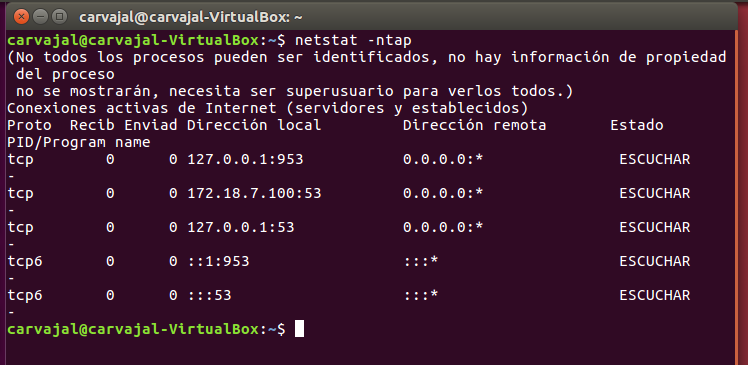 carvajal@carvajal-VirtualBox: ~
carvajal@carvajal-VirtualBox:~$ netstat -ntap
(No todos los procesos pueden ser identificados, no hay información de propiedad
 del proceso
 no se mostrarán, necesita ser superusuario para verlos todos.)
Conexiones activas de Internet (servidores y establecidos)
Proto  Recib Enviad Dirección local         Dirección remota       Estado
PID/Program name
tcp        0      0 127.0.0.1:953           0.0.0.0:*               ESCUCHAR
-
tcp        0      0 172.18.7.100:53         0.0.0.0:*               ESCUCHAR
-
tcp        0      0 127.0.0.1:53            0.0.0.0:*               ESCUCHAR
-
tcp6       0      0 ::1:953                 :::*                    ESCUCHAR
-
tcp6       0      0 :::53                   :::*                    ESCUCHAR
-
carvajal@carvajal-VirtualBox:~$